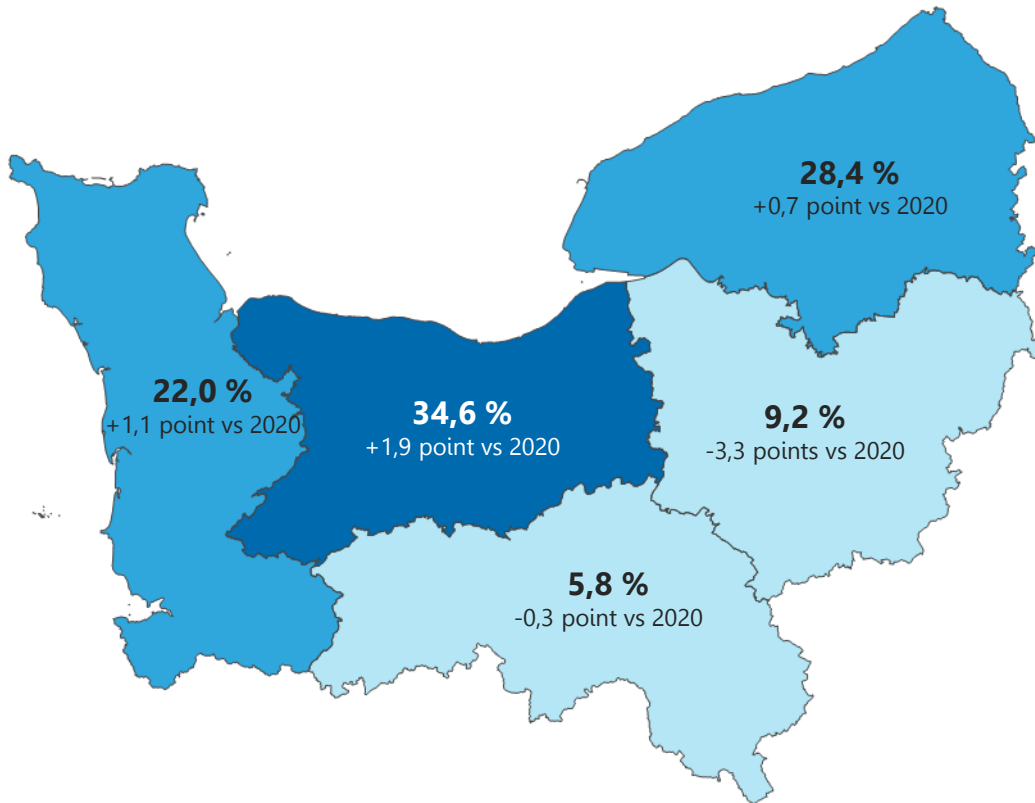 28,4 %
+0,7 point vs 2020
22,0 %
+1,1 point vs 2020
34,6 %
+1,9 point vs 2020
9,2 %
-3,3 points vs 2020
5,8 %
-0,3 point vs 2020